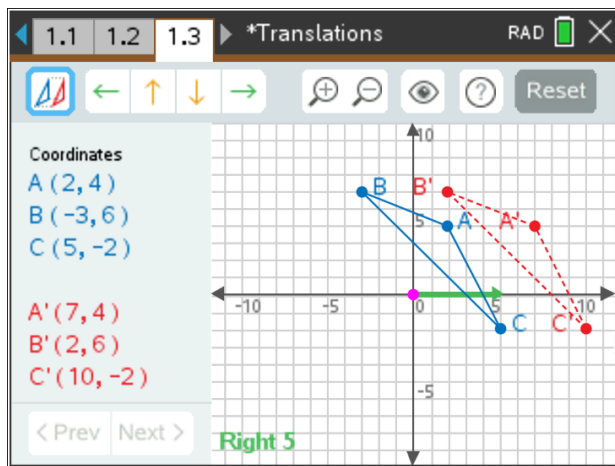 1.1 1.2 1.3 *Translations RAD
Reset
Coordinates
A (2, 4)
B (-3, 6)
C (5, -2)
A' (7, 4)
B' (2, 6)
C' (10, -2)
< Prev Next >
10
B B'
5 A A'
-10 -5 0 5 10
0
C C'
-5
Right 5
?